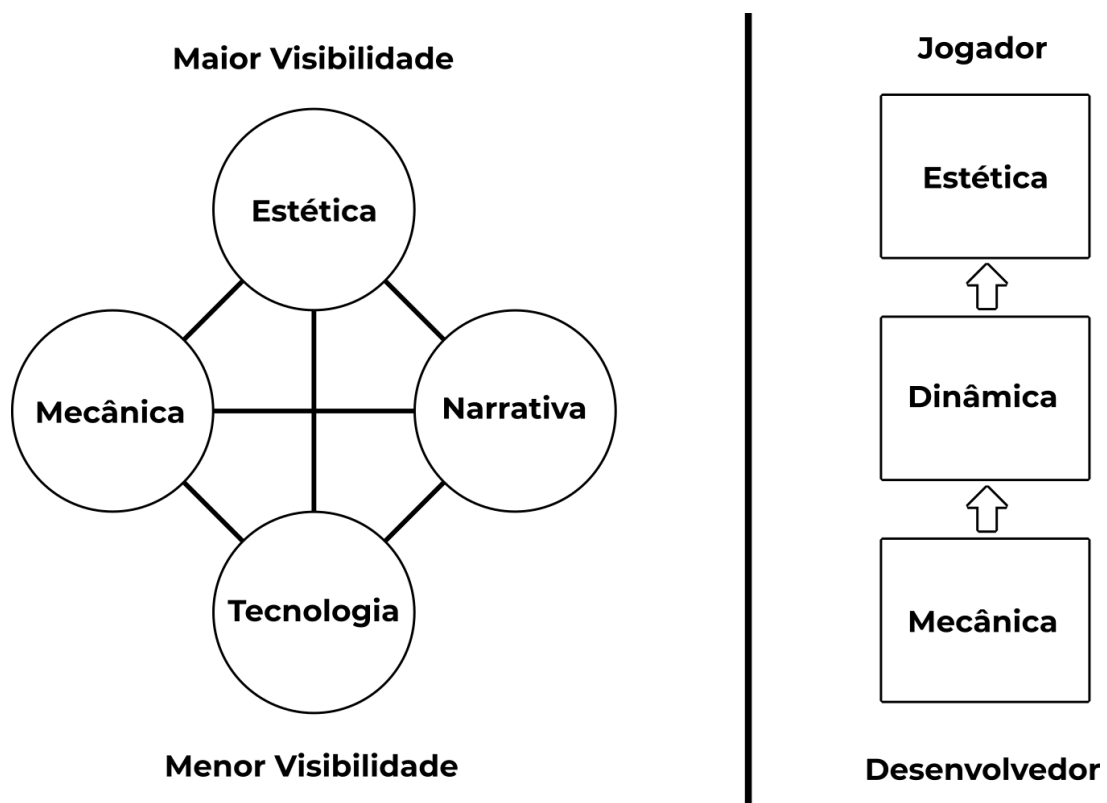 Maior Visibilidade
Estética
Mecânica
Narrativa
Tecnologia
Menor Visibilidade
Jogador
Estética
Dinâmica
Mecânica
Desenvolvedor